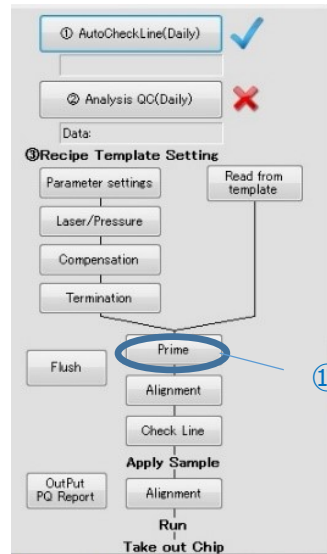 ① AutoCheckLine(Daily)
② Analysis QC(Daily)
Data:
③Recipe Template Setting
Parameter settings
Read from
template
Laser/Pressure
Compensation
Termination
Prime
①
Flush
Alignment
Check Line
Apply Sample
OutPut
PQ Report
Alignment
Run
Take out Chip